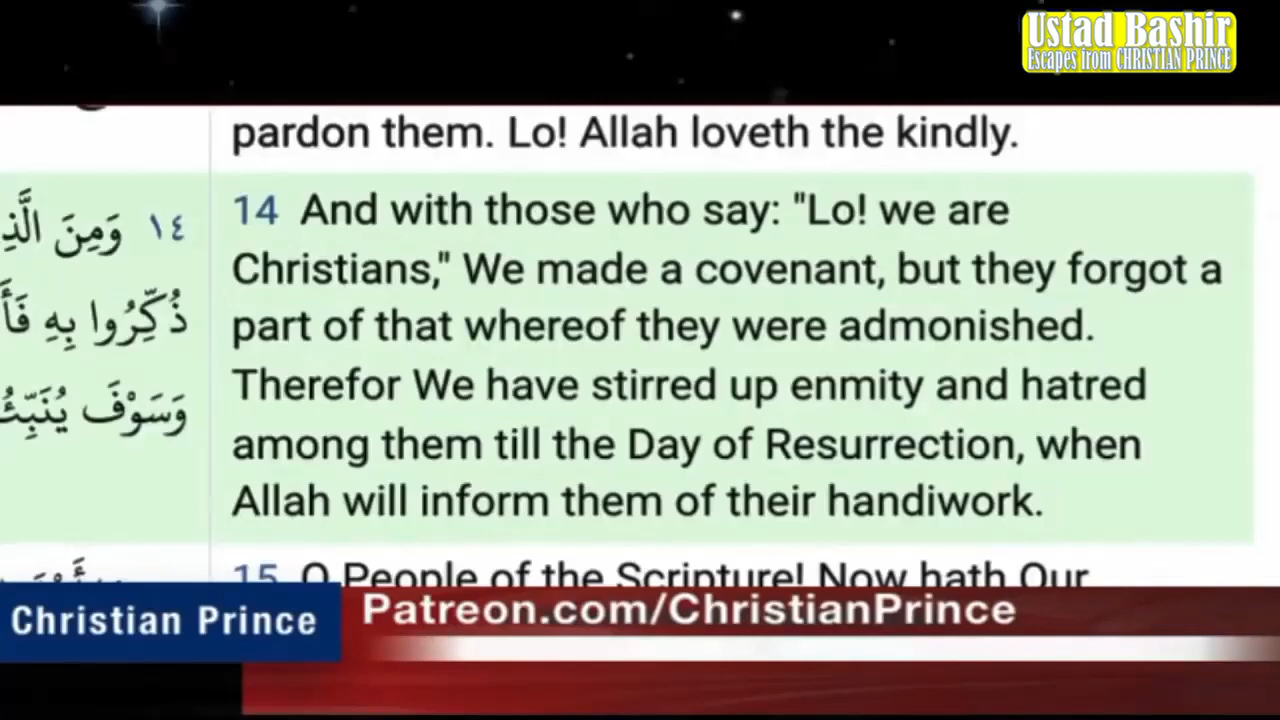 Ustad Bashir
Escapes from CHRISTIAN PRINCE
pardon them. Lo! Allah loveth the kindly.
١٤ وَمِنَ الَّذِ
14 And with those who say: "Lo! we are
Christians," We made a covenant, but they forgot a
ذُكِّرُوا بِهِ فَأَ
part of that whereof they were admonished.
Therefor We have stirred up enmity and hatred
وَسَوْفَ يُنَبِّئُ
among them till the Day of Resurrection, when
Allah will inform them of their handiwork.
15 O People of the Scripture! Now hath Our
Christian Prince
Patreon.com/ChristianPrince